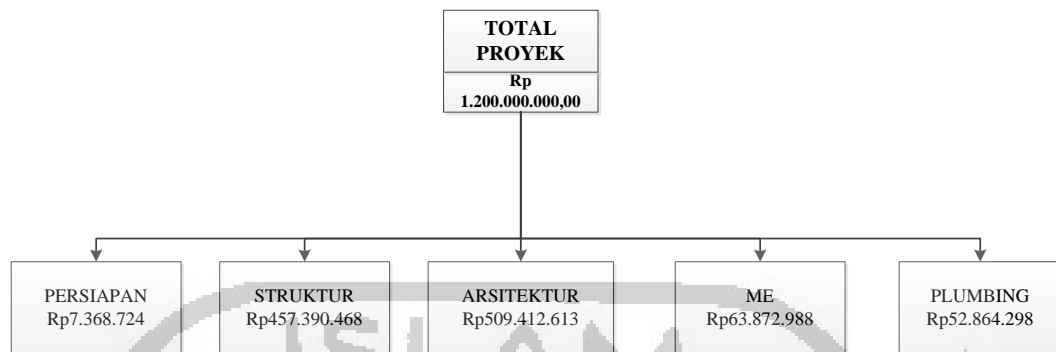 TOTAL
PROYEK
Rp
1.200.000.000,00
PERSIAPAN
Rp7.368.724
STRUKTUR
Rp457.390.468
ARSITEKTUR
Rp509.412.613
ME
Rp63.872.988
PLUMBING
Rp52.864.298
ISLAM